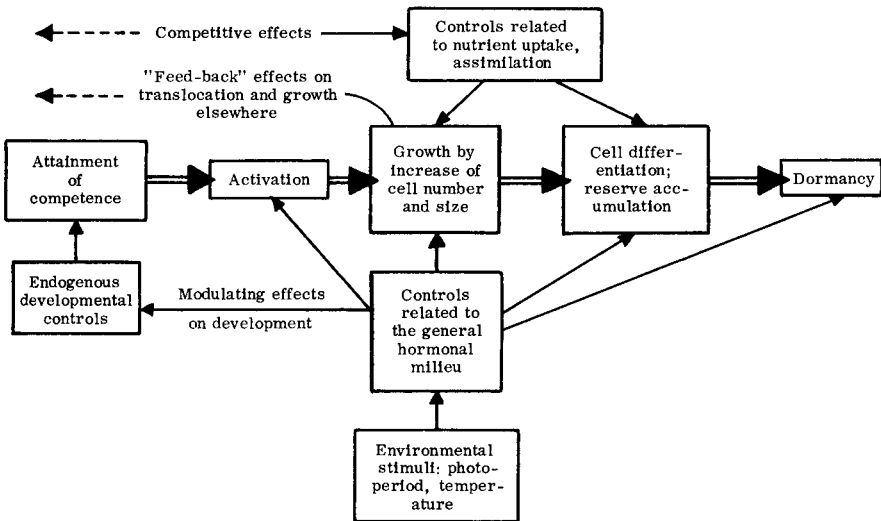 Competitive effects
Controls related
to nutrient uptake,
assimilation
"Feed-back" effects on
translocation and growth
elsewhere
Attainment
of
competence
Activation
Growth by
increase of
cell number
and size
Cell differ-
entiation;
reserve acc-
umulation
Dormancy
Endogenous
developmental
controls
Modulating effects
on development
Controls
related to
the general
hormonal
milieu
Environmental
stimuli: photo-
period, temper-
ature